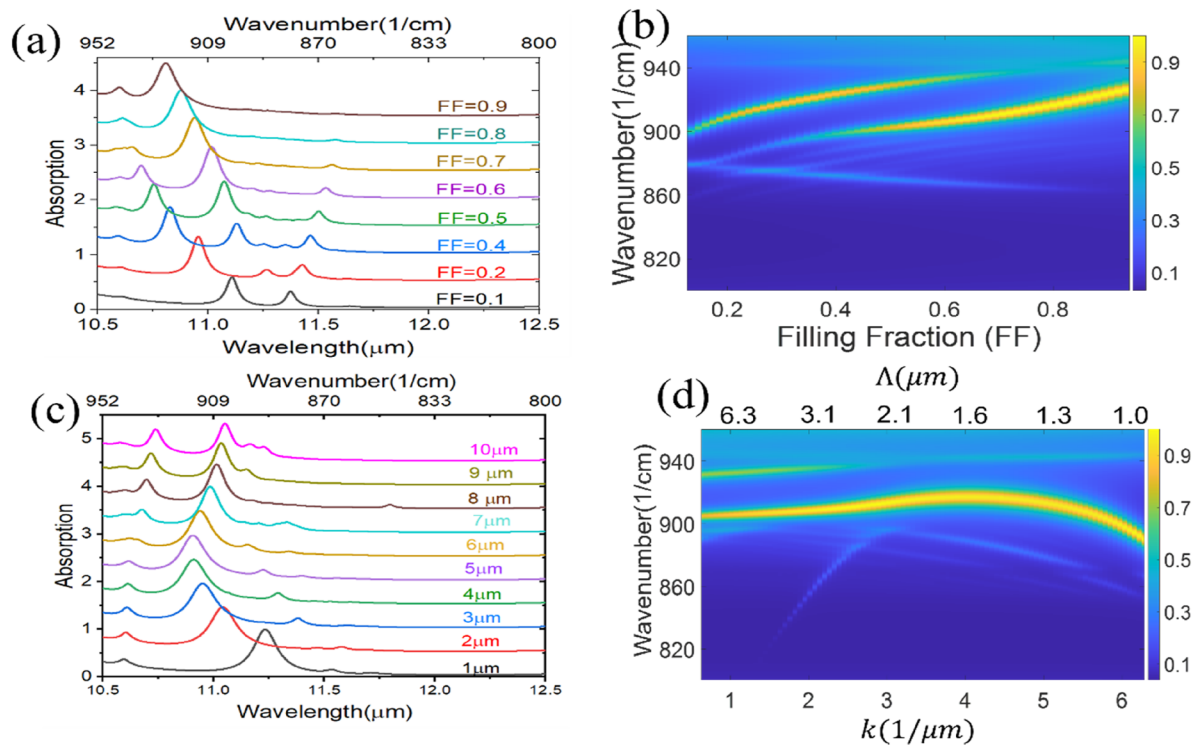 (a)
Wavenumber(1/cm)
952 909 870 833 800
Absorption
4
3
2
1
0
FF=0.9
FF=0.8
FF=0.7
FF=0.6
FF=0.5
FF=0.4
FF=0.2
FF=0.1
10.5 11.0 11.5 12.0 12.5
Wavelength(μm)
(b)
Wavenumber(1/cm)
940
900
860
820
0.2 0.4 0.6 0.8
Filling Fraction (FF)
0.9
0.7
0.5
0.3
0.1
(c)
Wavenumber(1/cm)
952 909 870 833 800
Absorption
5
4
3
2
1
0
10μm
9 μm
8 μm
7μm
6μm
5μm
4μm
3μm
2μm
1μm
10.5 11.0 11.5 12.0 12.5
Wavelength(μm)
(d)
Λ(μm)
6.3 3.1 2.1 1.6 1.3 1.0
Wavenumber(1/cm)
940
900
860
820
1 2 3 4 5 6
k(1/μm)
0.9
0.7
0.5
0.3
0.1